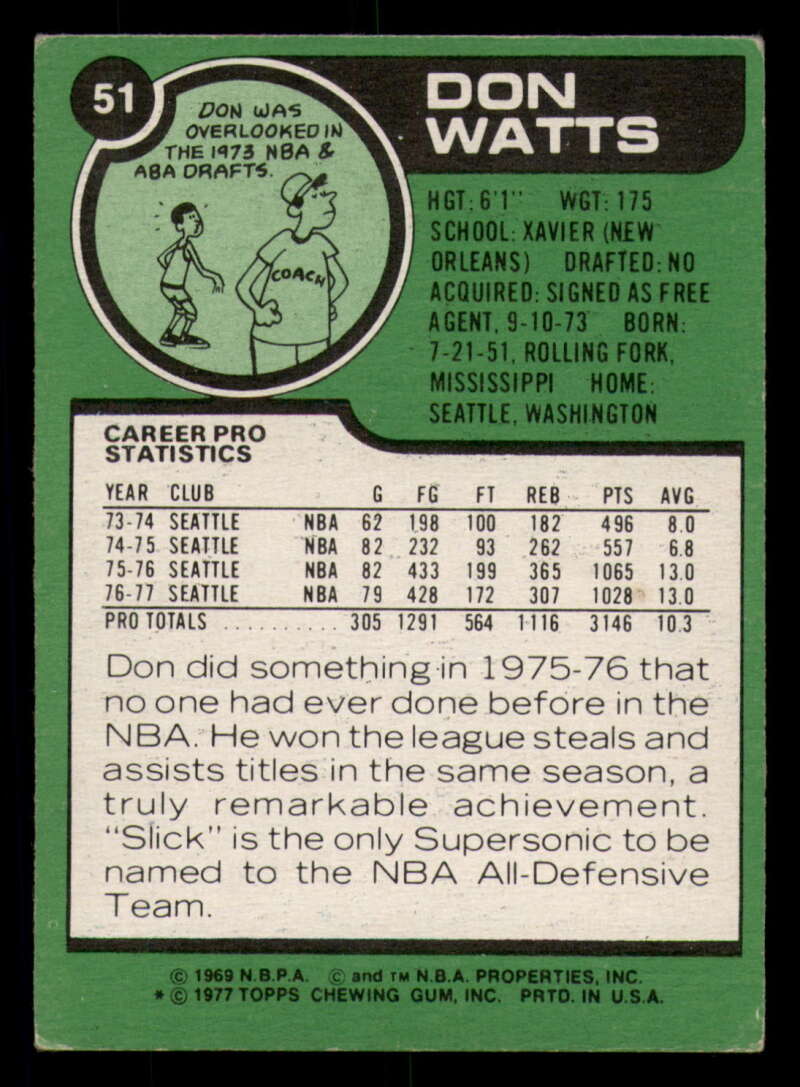 51
DON WAS
OVERLOOKED IN
THE 1973 NBA &
ABA DRAFTS.
COACH
DON
WATTS
HGT: 6'1" WGT: 175
SCHOOL: XAVIER (NEW
ORLEANS) DRAFTED: NO
ACQUIRED: SIGNED AS FREE
AGENT, 9-10-73 BORN:
7-21-51, ROLLING FORK,
MISSISSIPPI HOME:
SEATTLE, WASHINGTON
CAREER PRO
STATISTICS
YEAR CLUB G FG FT REB PTS AVG
73-74 SEATTLE NBA 62 198 100 182 496 8.0
74-75 SEATTLE NBA 82 232 93 262 557 6.8
75-76 SEATTLE NBA 82 433 199 365 1065 13.0
76-77 SEATTLE NBA 79 428 172 307 1028 13.0
PRO TOTALS .......... 305 1291 564 1116 3146 10.3
Don did something in 1975-76 that
no one had ever done before in the
NBA. He won the league steals and
assists titles in the same season, a
truly remarkable achievement.
"Slick" is the only Supersonic to be
named to the NBA All-Defensive
Team.
© 1969 N.B.P.A. © and TM N.B.A. PROPERTIES, INC.
* © 1977 TOPPS CHEWING GUM, INC. PRTD. IN U.S.A.